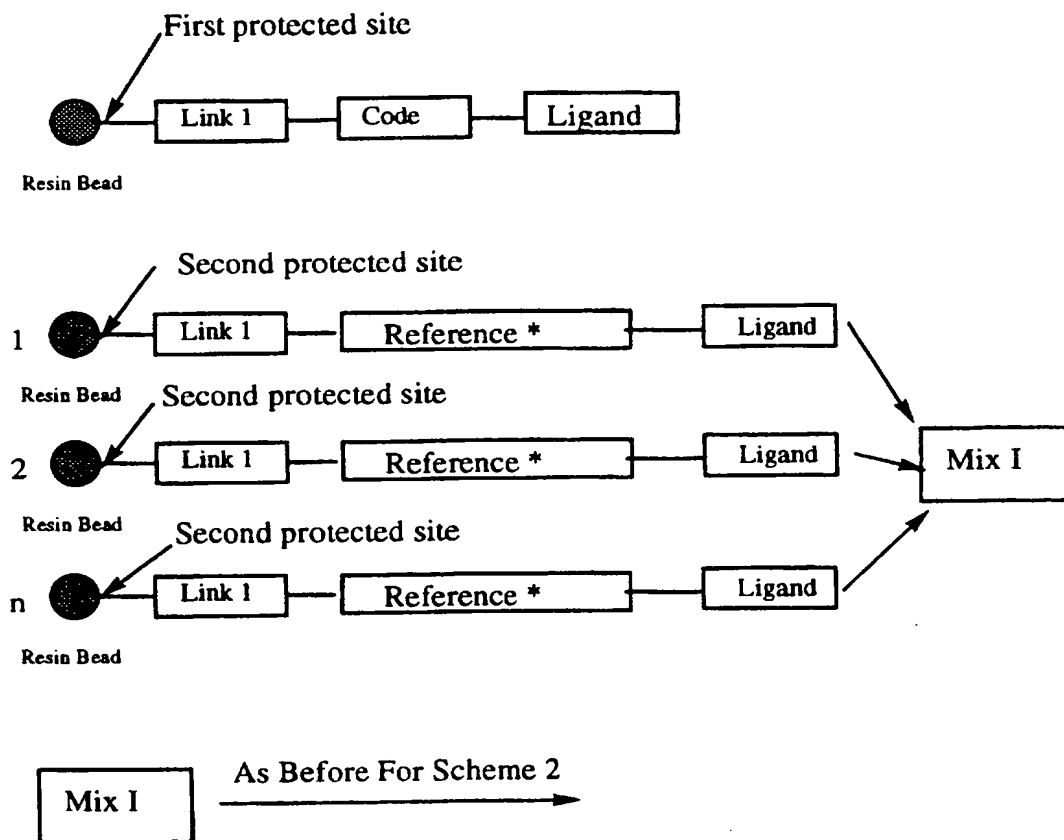 First protected site
Link 1
Code
Ligand
Resin Bead
Second protected site
1
Link 1
Reference *
Ligand
Resin Bead
Second protected site
2
Link 1
Reference *
Ligand
Mix I
Resin Bead
Second protected site
n
Link 1
Reference *
Ligand
Resin Bead
As Before For Scheme 2
Mix I